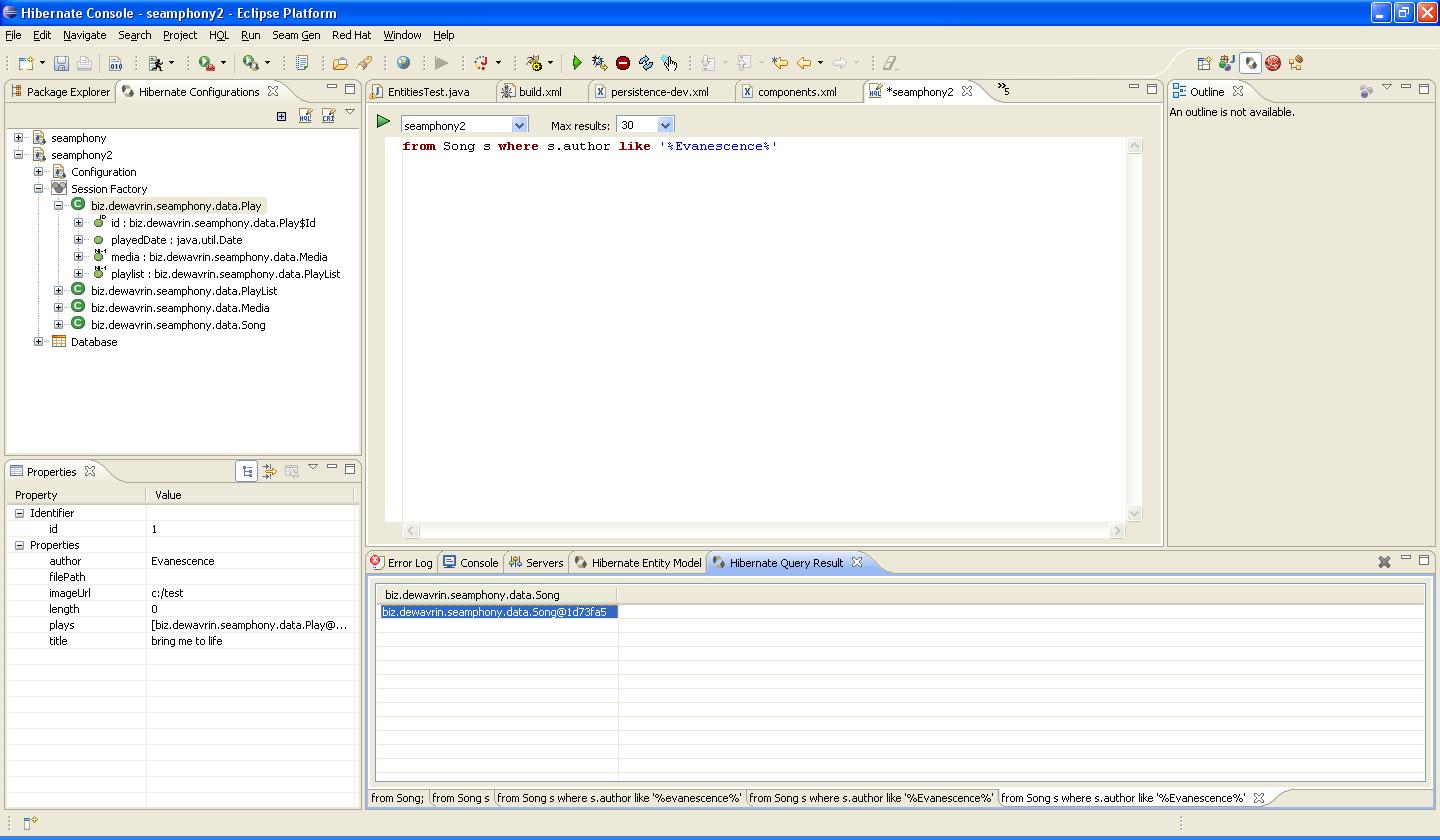 Hibernate Console - seamphony2 - Eclipse Platform
File Edit Navigate Search Project HQL Run Seam Gen Red Hat Window Help
Package Explorer Hibernate Configurations
seamphony
seamphony2
Configuration
Session Factory
biz.dewavrin.seamphony.data.Play
id : biz.dewavrin.seamphony.data.Play$Id
playedDate : java.util.Date
media : biz.dewavrin.seamphony.data.Media
playlist : biz.dewavrin.seamphony.data.PlayList
biz.dewavrin.seamphony.data.PlayList
biz.dewavrin.seamphony.data.Media
biz.dewavrin.seamphony.data.Song
Database
EntitiesTest.java build.xml persistence-dev.xml components.xml *seamphony2 »5
seamphony2 Max results: 30
from Song s where s.author like '%Evanescence%'
Outline
An outline is not available.
Properties
Property Value
Identifier
id 1
Properties
author Evanescence
filePath
imageUrl c:/test
length 0
plays [biz.dewavrin.seamphony.data.Play@...
title bring me to life
Error Log Console Servers Hibernate Entity Model Hibernate Query Result
biz.dewavrin.seamphony.data.Song
biz.dewavrin.seamphony.data.Song@1d73fa5
from Song; from Song s from Song s where s.author like '%evanescence%' from Song s where s.author like '%Evanescence%' from Song s where s.author like '%Evanescence%'